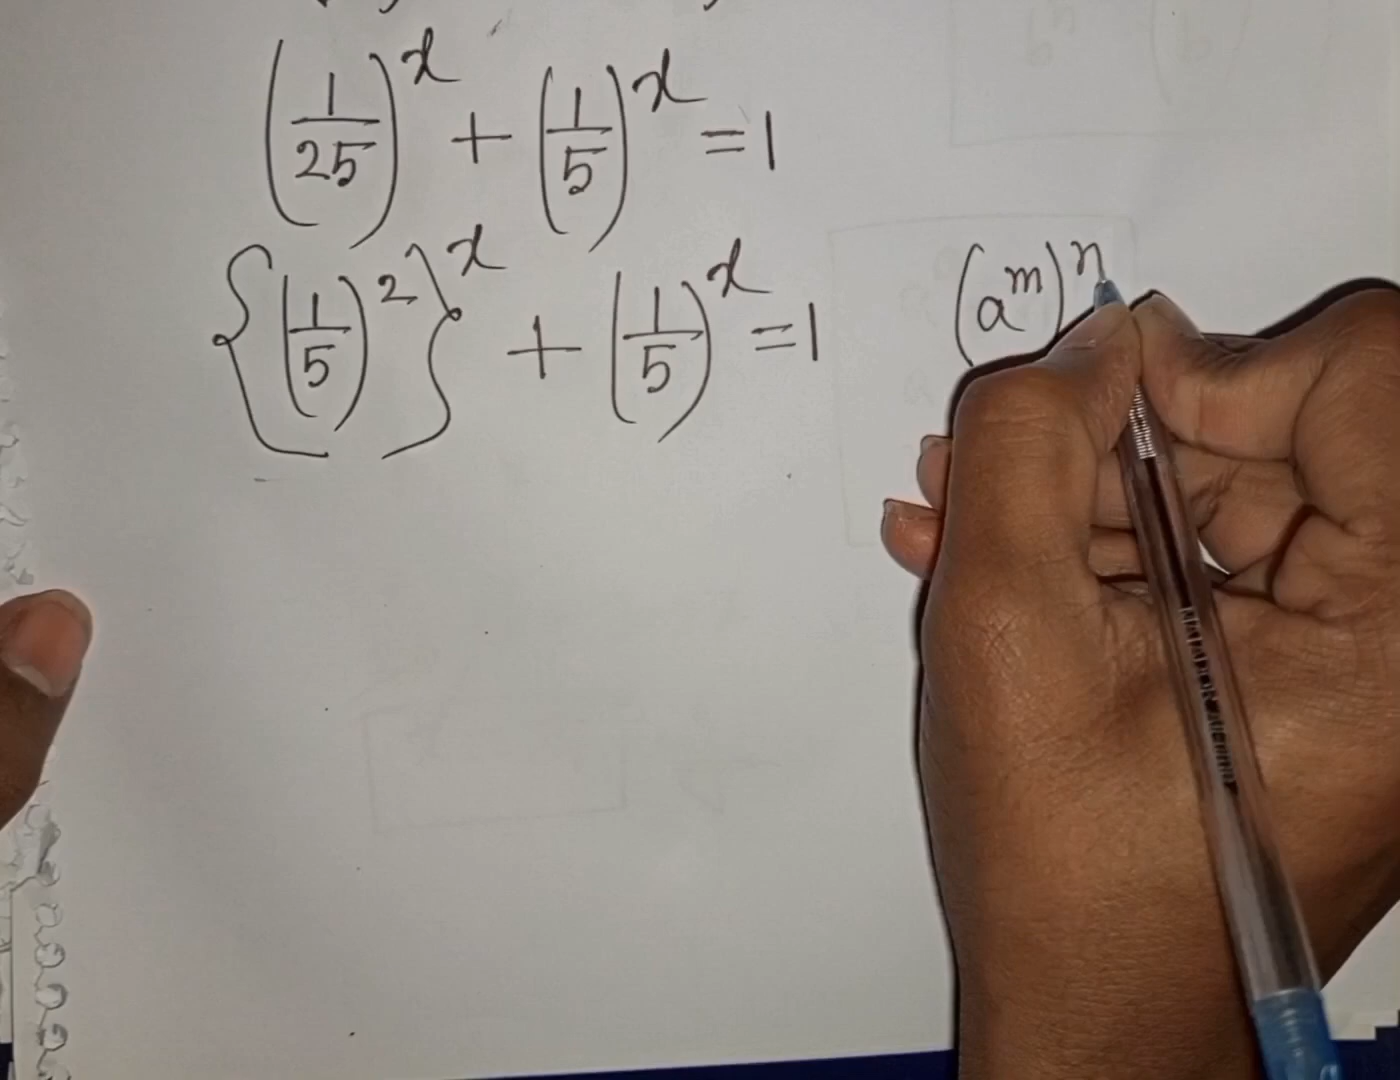 (1/25)^x + (1/5)^x = 1
{(1/5)^2}^x + (1/5)^x = 1
(a^m)^n